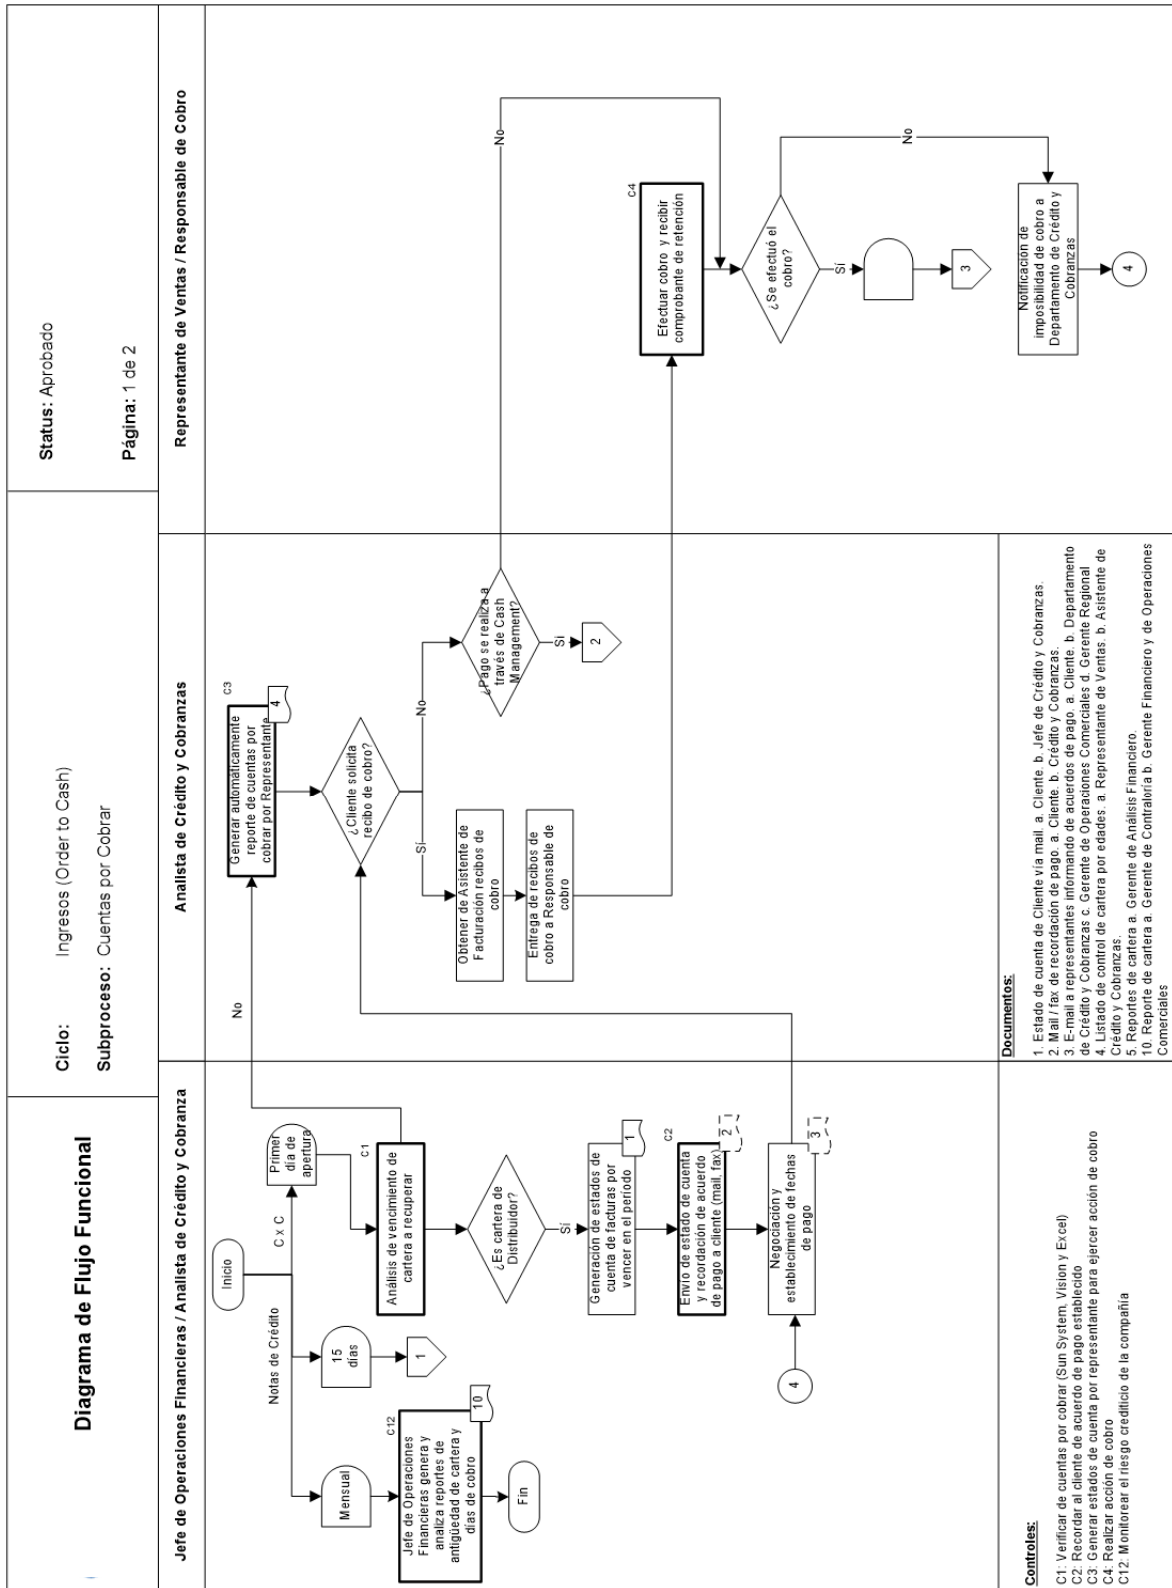 Diagrama de Flujo Funcional
Ciclo: Ingresos (Order to Cash)
Subproceso: Cuentas por Cobrar
Status: Aprobado
Página: 1 de 2
Jefe de Operaciones Financieras / Analista de Crédito y Cobranza
Analista de Crédito y Cobranzas
Representante de Ventas / Responsable de Cobro
Inicio
Notas de Crédito
C x C
Mensual
15
días
Primer
día de
apertura
C12
Jefe de Operaciones
Financieras genera y
analiza reportes de
antigüedad de cartera y
días de cobro
10
Fin
1
C1
Análisis de vencimiento de
cartera a recuperar
No
¿Es cartera de
Distribuidor?
Sí
Generación de estados de
cuenta de facturas por
vencer en el período
1
C2
Envío de estado de cuenta
y recordación de acuerdo
de pago a cliente (mail, fax)
2
4
Negociación y
establecimiento de fechas
de pago
3
C3
Generar automáticamente
reporte de cuentas por
cobrar por Representante
4
¿Cliente solicita
recibo de cobro?
Sí
No
Obtener de Asistente de
Facturación recibos de
cobro
Entrega de recibos de
cobro a Responsable de
cobro
¿Pago se realiza a
través de Cash
Management?
Sí
2
No
C4
Efectuar cobro y recibir
comprobante de retención
¿Se efectuó el
cobro?
Sí
No
3
Notificación de
imposibilidad de cobro a
Departamento de Crédito y
Cobranzas
4
Controles:
C1: Verificar de cuentas por cobrar (Sun System, Vision y Excel)
C2: Recordar al cliente de acuerdo de pago establecido
C3: Generar estados de cuenta por representante para ejercer acción de cobro
C4: Realizar acción de cobro
C12: Monitorear el riesgo crediticio de la compañía
Documentos:
1. Estado de cuenta de Cliente vía mail. a. Cliente. b. Jefe de Crédito y Cobranzas.
2. Mail / fax de recordación de pago. a. Cliente. b. Crédito y Cobranzas.
3. E-mail a representantes informando de acuerdos de pago. a. Cliente. b. Departamento
de Crédito y Cobranzas c. Gerente de Operaciones Comerciales d. Gerente Regional
4. Listado de control de cartera por edades. a. Representante de Ventas. b. Asistente de
Crédito y Cobranzas.
5. Reportes de cartera a. Gerente de Análisis Financiero.
10. Reporte de cartera a. Gerente de Contraloría b. Gerente Financiero y de Operaciones
Comerciales